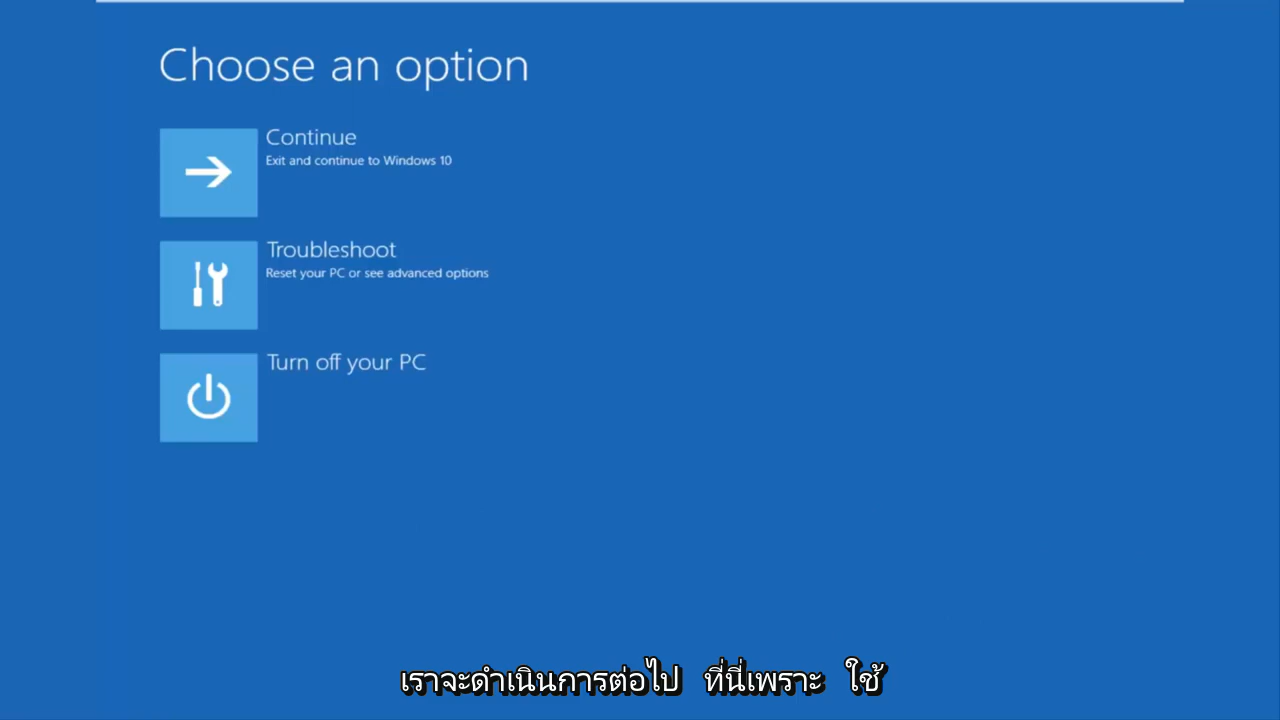 Choose an option
Continue
Exit and continue to Windows 10
Troubleshoot
Reset your PC or see advanced options
Turn off your PC
เราจะดำเนินการต่อไป ที่นี่เพราะ ใช้